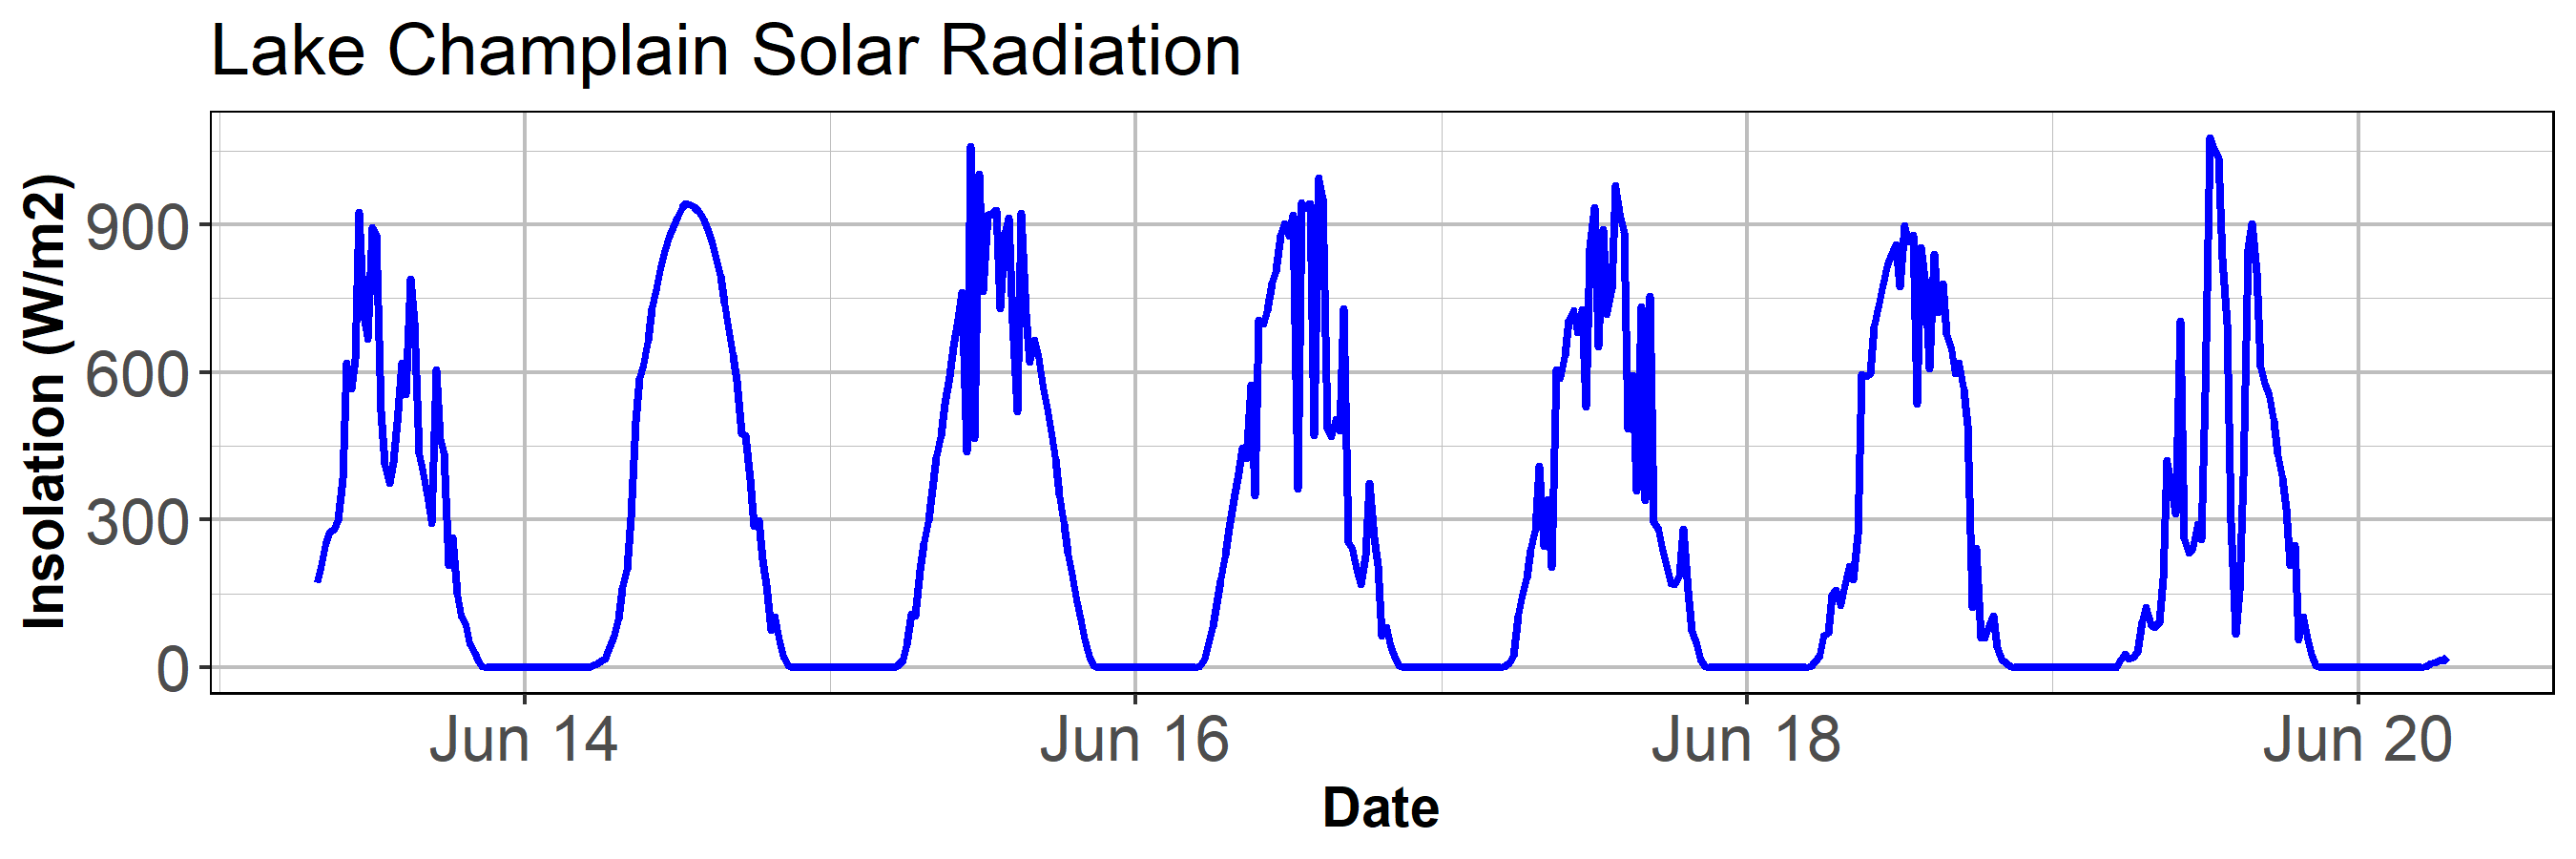 Lake Champlain Solar Radiation
Insolation (W/m2)
900
600
300
0
Jun 14 Jun 16 Jun 18 Jun 20
Date